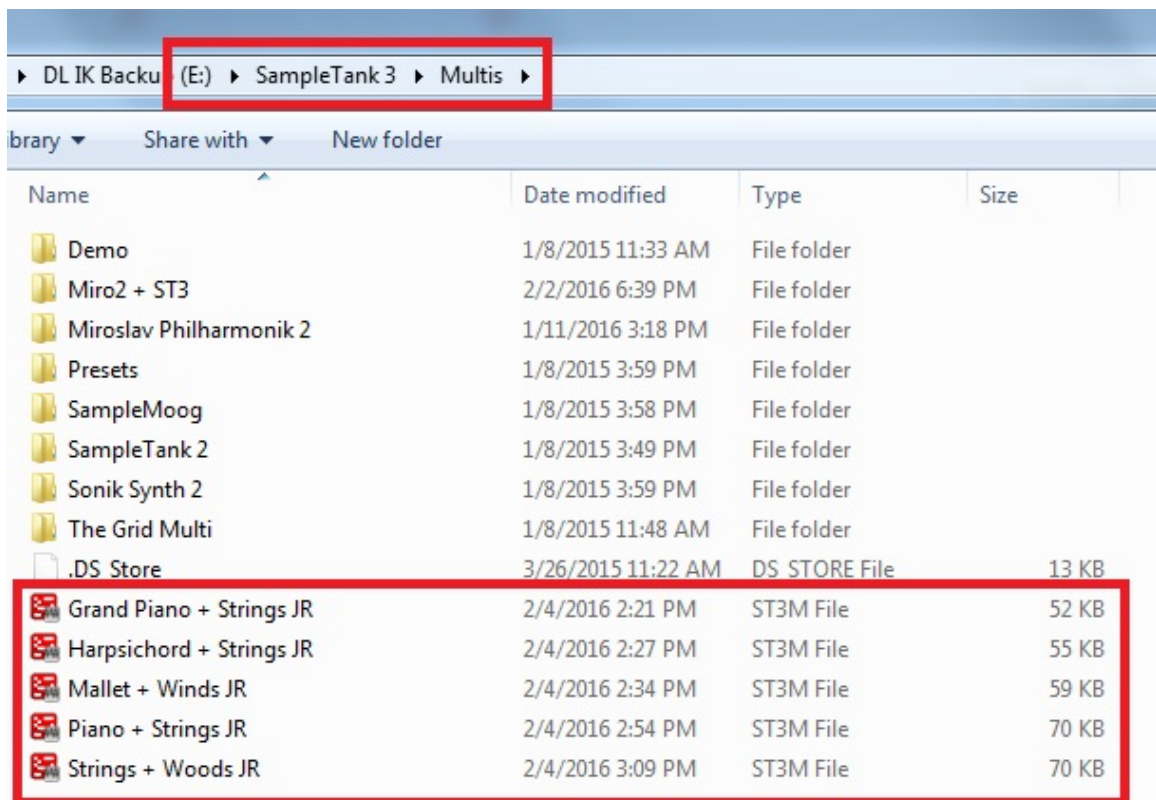 DL IK Backu (E:) SampleTank 3 Multis
ibrary Share with New folder
Name Date modified Type Size
Demo 1/8/2015 11:33 AM File folder
Miro2 + ST3 2/2/2016 6:39 PM File folder
Miroslav Philharmonik 2 1/11/2016 3:18 PM File folder
Presets 1/8/2015 3:59 PM File folder
SampleMoog 1/8/2015 3:58 PM File folder
SampleTank 2 1/8/2015 3:49 PM File folder
Sonik Synth 2 1/8/2015 3:59 PM File folder
The Grid Multi 1/8/2015 11:48 AM File folder
.DS_Store 3/26/2015 11:22 AM DS_STORE File 13 KB
Grand Piano + Strings JR 2/4/2016 2:21 PM ST3M File 52 KB
Harpsichord + Strings JR 2/4/2016 2:27 PM ST3M File 55 KB
Mallet + Winds JR 2/4/2016 2:34 PM ST3M File 59 KB
Piano + Strings JR 2/4/2016 2:54 PM ST3M File 70 KB
Strings + Woods JR 2/4/2016 3:09 PM ST3M File 70 KB